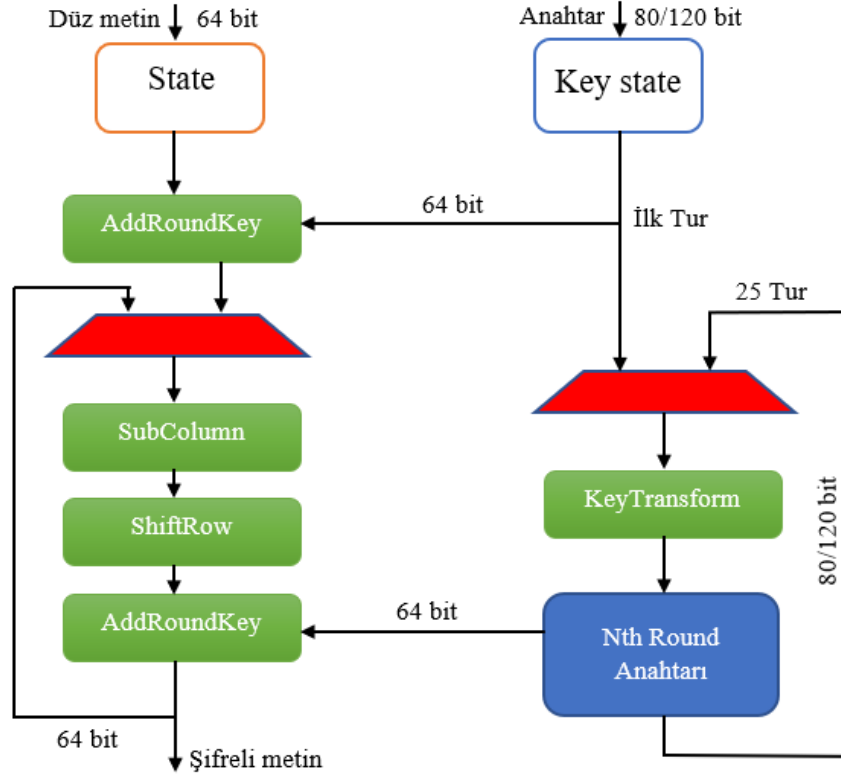 Düz metin 64 bit
Anahtar 80/120 bit
State
Key state
AddRoundKey
64 bit
İlk Tur
25 Tur
SubColumn
ShiftRow
KeyTransform
80/120 bit
AddRoundKey
64 bit
Nth Round
Anahtarı
64 bit
Şifreli metin